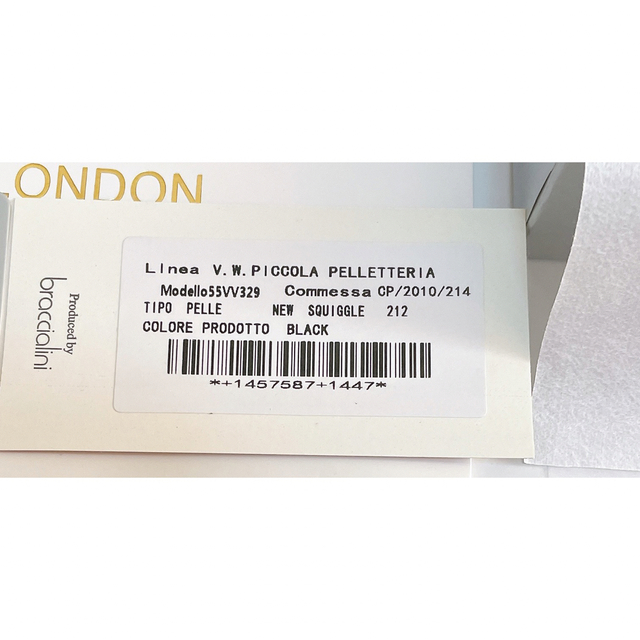 ONDON
Produced by
braccialini
Linea V.W.PICCOLA PELLETTERIA
Modello55VV329 Commessa CP/2010/214
TIPO PELLE NEW SQUIGGLE 212
COLORE PRODOTTO BLACK
*+1457587+1447*